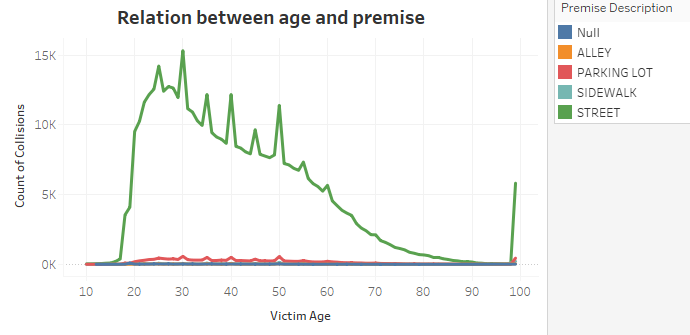 Relation between age and premise
Premise Description
Null
ALLEY
PARKING LOT
SIDEWALK
STREET
15K
10K
5K
0K
Count of Collisions
10 20 30 40 50 60 70 80 90 100
Victim Age